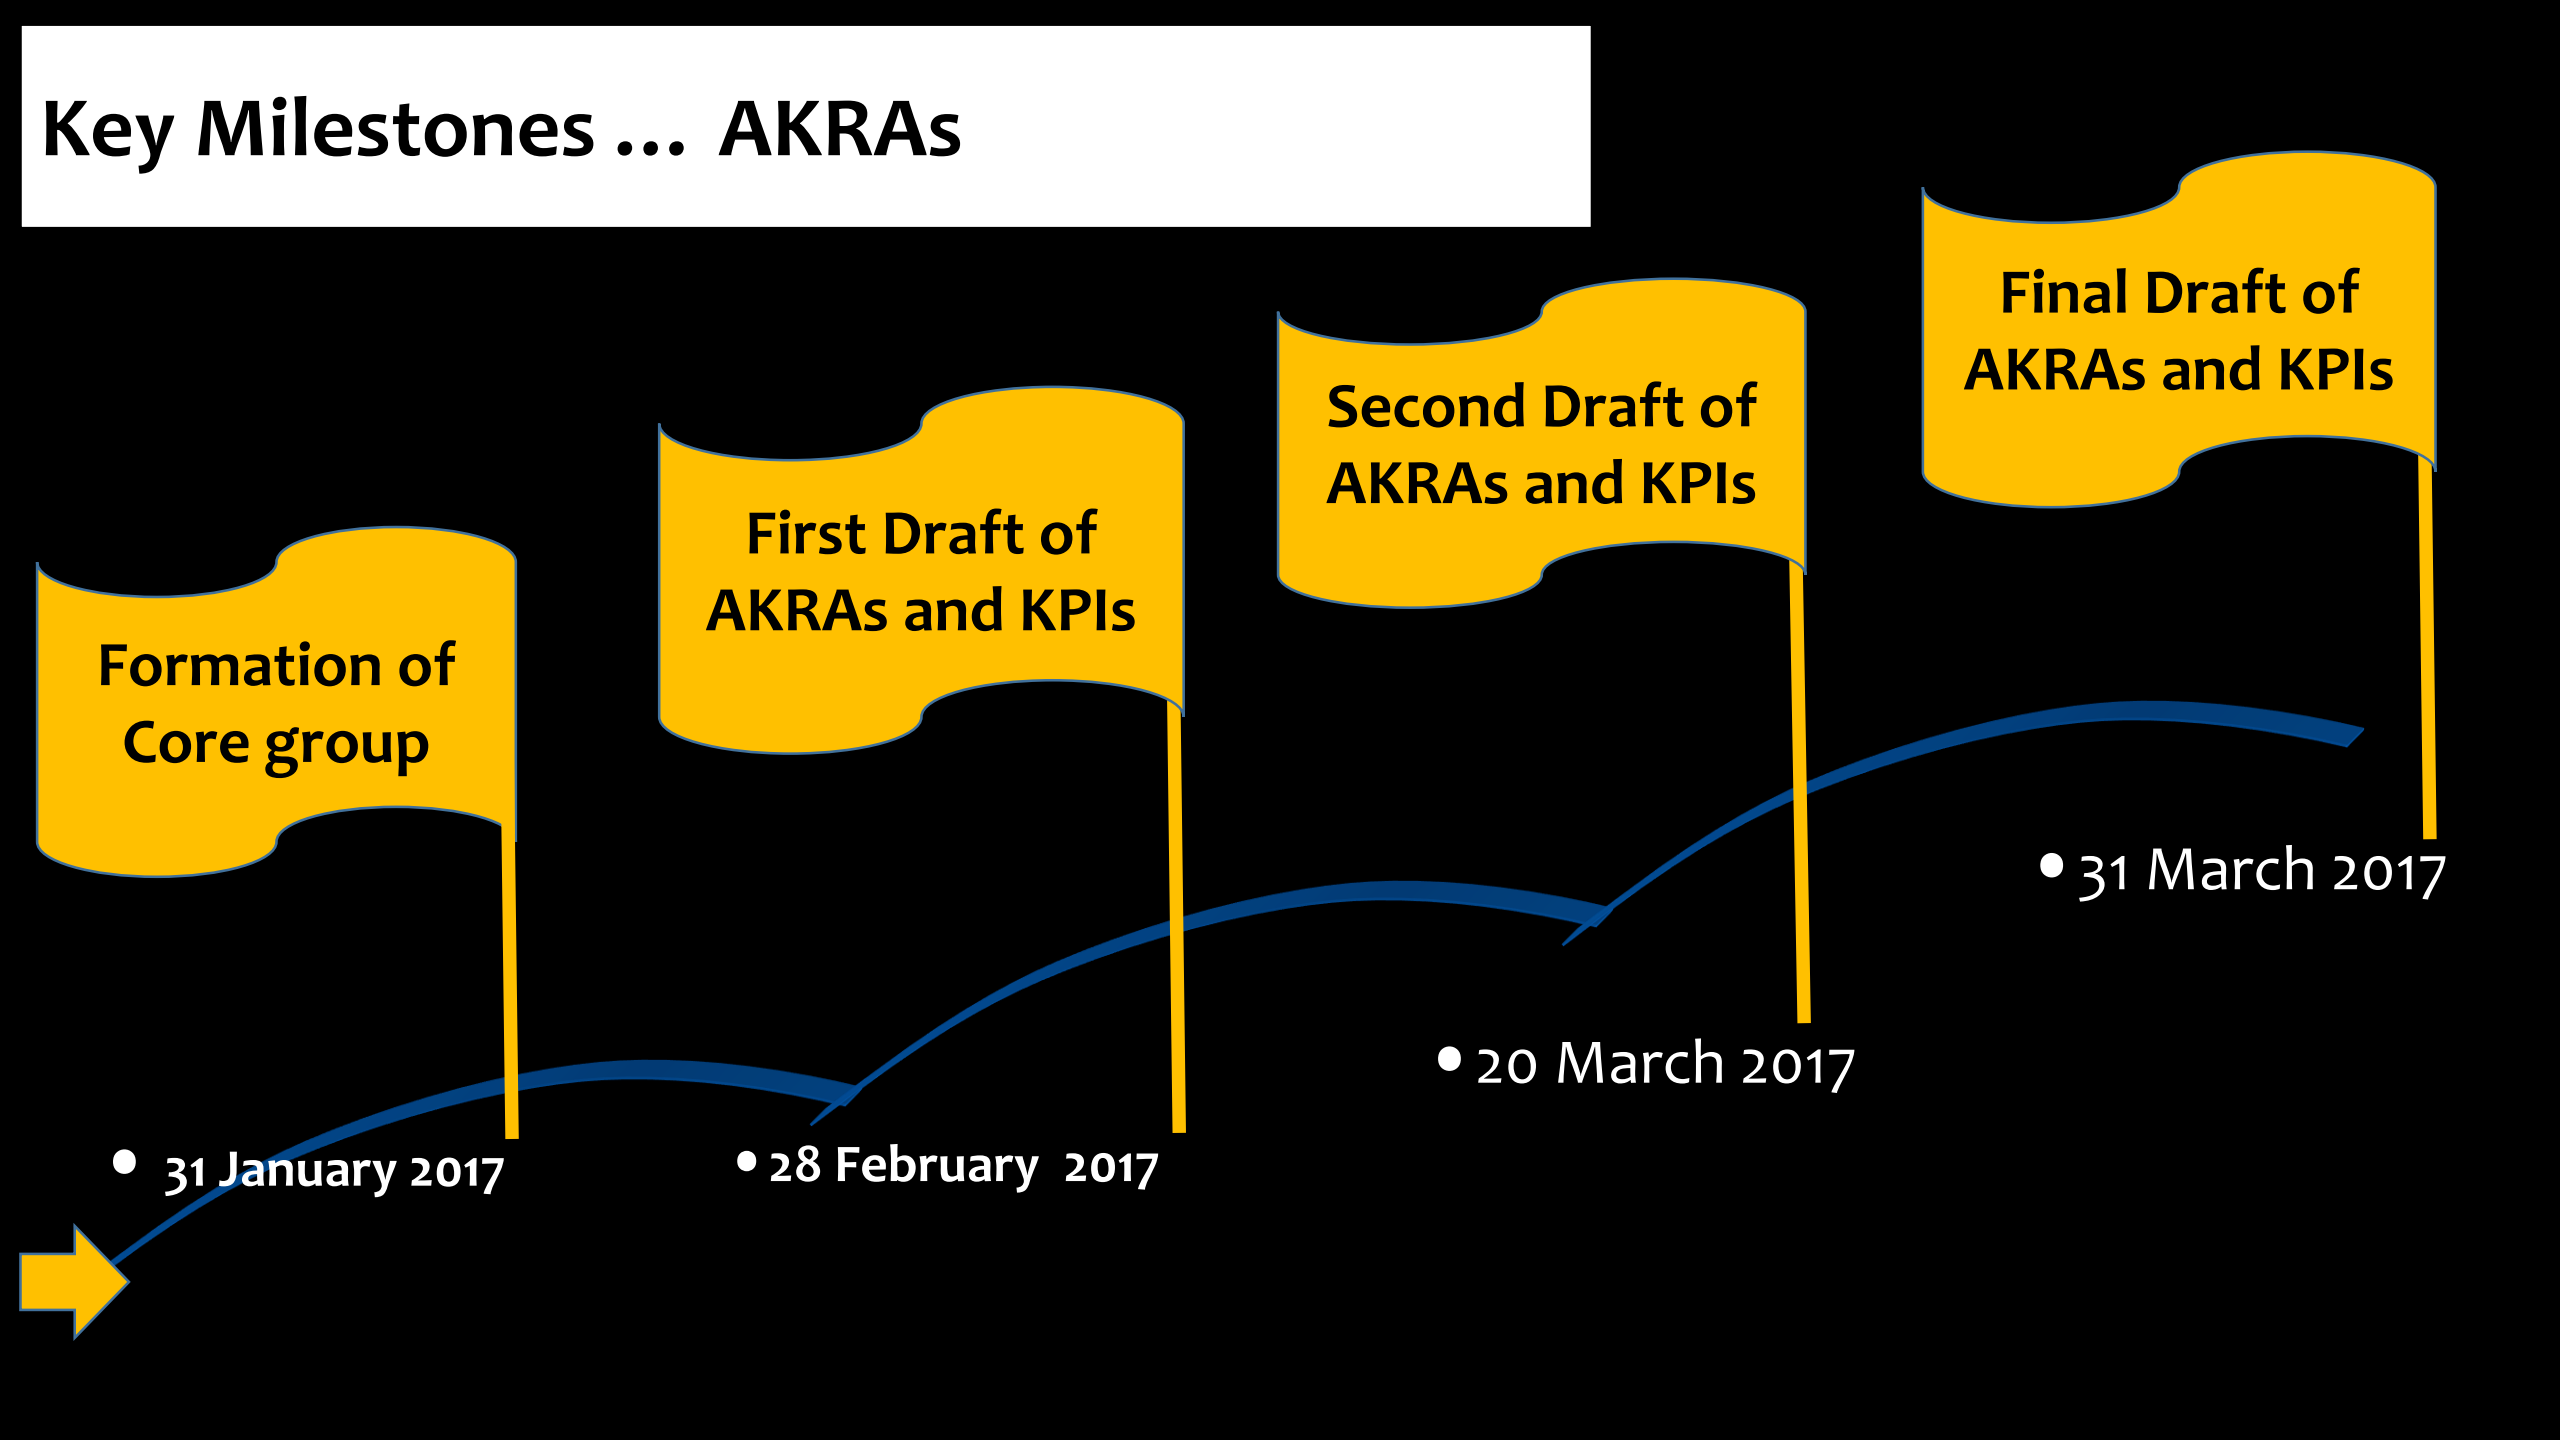 Key Milestones ... AKRAs
Formation of
Core group
• 31 January 2017
First Draft of
AKRAs and KPIs
• 28 February 2017
Second Draft of
AKRAs and KPIs
• 20 March 2017
Final Draft of
AKRAs and KPIs
• 31 March 2017